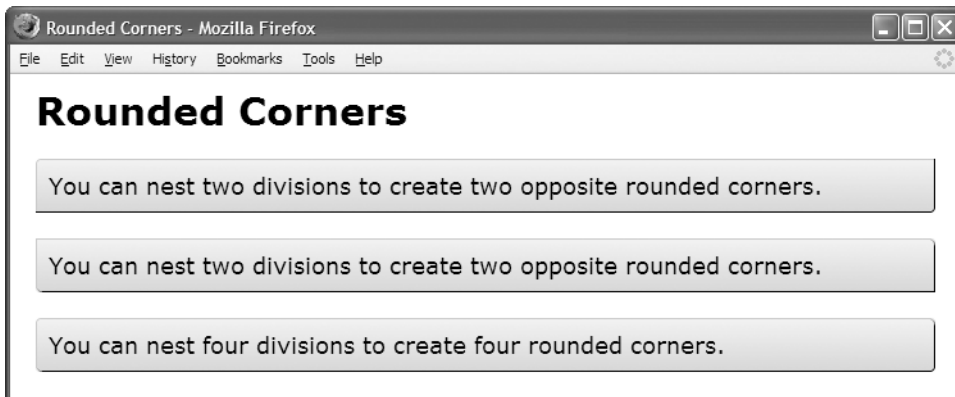 Rounded Corners - Mozilla Firefox
File Edit View History Bookmarks Tools Help
Rounded Corners
You can nest two divisions to create two opposite rounded corners.
You can nest two divisions to create two opposite rounded corners.
You can nest four divisions to create four rounded corners.